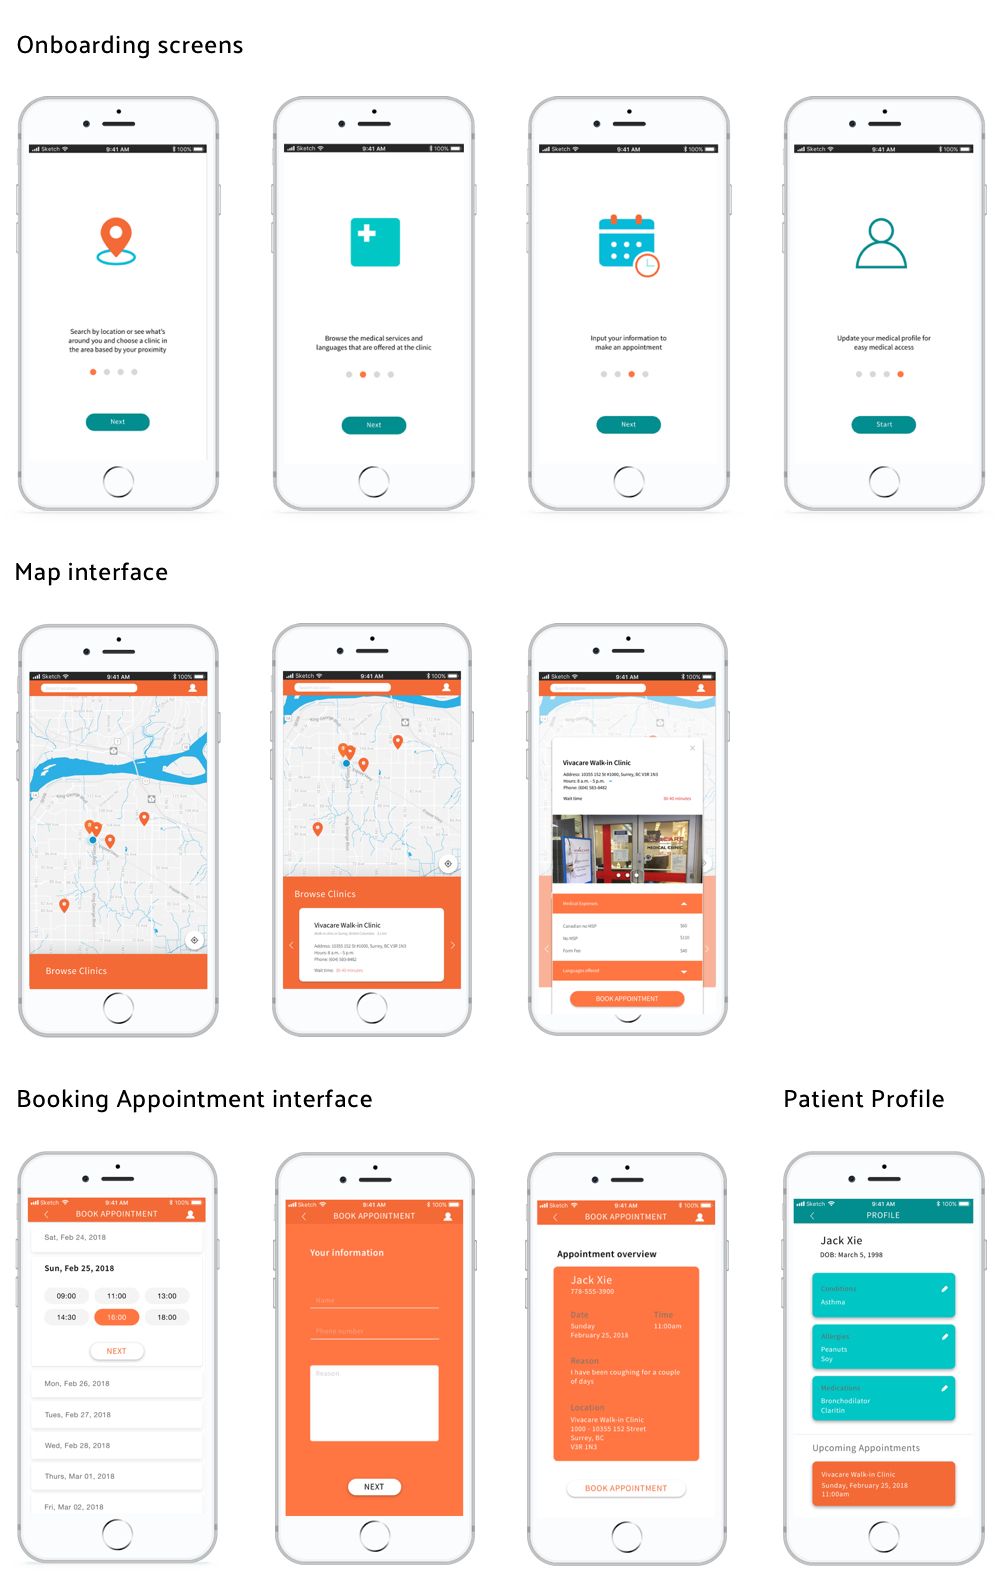 Onboarding screens
Sketch 9:41 AM 100%
Search by location or see what's
around you and choose a clinic in
the area based by your proximity
Next
Sketch 9:41 AM 100%
Browse the medical services and
languages that are offered at the clinic
Next
Sketch 9:41 AM 100%
Input your information to
make an appointment
Next
Sketch 9:41 AM 100%
Update your medical profile for
easy medical access
Start
Map interface
Sketch 9:41 AM 100%
King George Blvd
Browse Clinics
Sketch 9:41 AM 100%
Browse Clinics
Vivacare Walk-in Clinic
Address: 10355 152 St #1000, Surrey, BC V3R 1N3
Hours: 8 a.m. - 5 p.m.
Phone: (604) 583-8482
Wait time: 30-40 minutes
Sketch 9:41 AM 100%
Vivacare Walk-in Clinic
Address: 10355 152 St #1000, Surrey, BC V3R 1N3
Hours: 8 a.m. - 5 p.m.
Phone: (604) 583-8482
Wait time 30-40 minutes
MEDICAL CLINIC
Medical Expenses
Canadian no MSP $60
No MSP
Form Fee $40
Languages offered
BOOK APPOINTMENT
Booking Appointment interface
Sketch 9:41 AM 100%
BOOK APPOINTMENT
Sat, Feb 24, 2018
Sun, Feb 25, 2018
09:00 11:00 13:00
14:30 16:00 18:00
NEXT
Mon, Feb 26, 2018
Tues, Feb 27, 2018
Wed, Feb 28, 2018
Thurs, Mar 01, 2018
Fri, Mar 02, 2018
Sketch 9:41 AM 100%
BOOK APPOINTMENT
Your information
Name
Phone number
Reason
NEXT
Sketch 9:41 AM 100%
BOOK APPOINTMENT
Appointment overview
Jack Xie
778-555-3900
Date Time
Sunday 11:00am
February 25, 2018
Reason
I have been coughing for a couple
of days
Location
Vivacare Walk-in Clinic
1000 - 10355 152 Street
Surrey, BC
V3R 1N3
BOOK APPOINTMENT
Patient Profile
Sketch 9:41 AM 100%
PROFILE
Jack Xie
DOB: March 5, 1998
Conditions
Asthma
Allergies
Peanuts
Soy
Medications
Bronchodilator
Claritin
Upcoming Appointments
Vivacare Walk-in Clinic
Sunday, February 25, 2018
11:00am